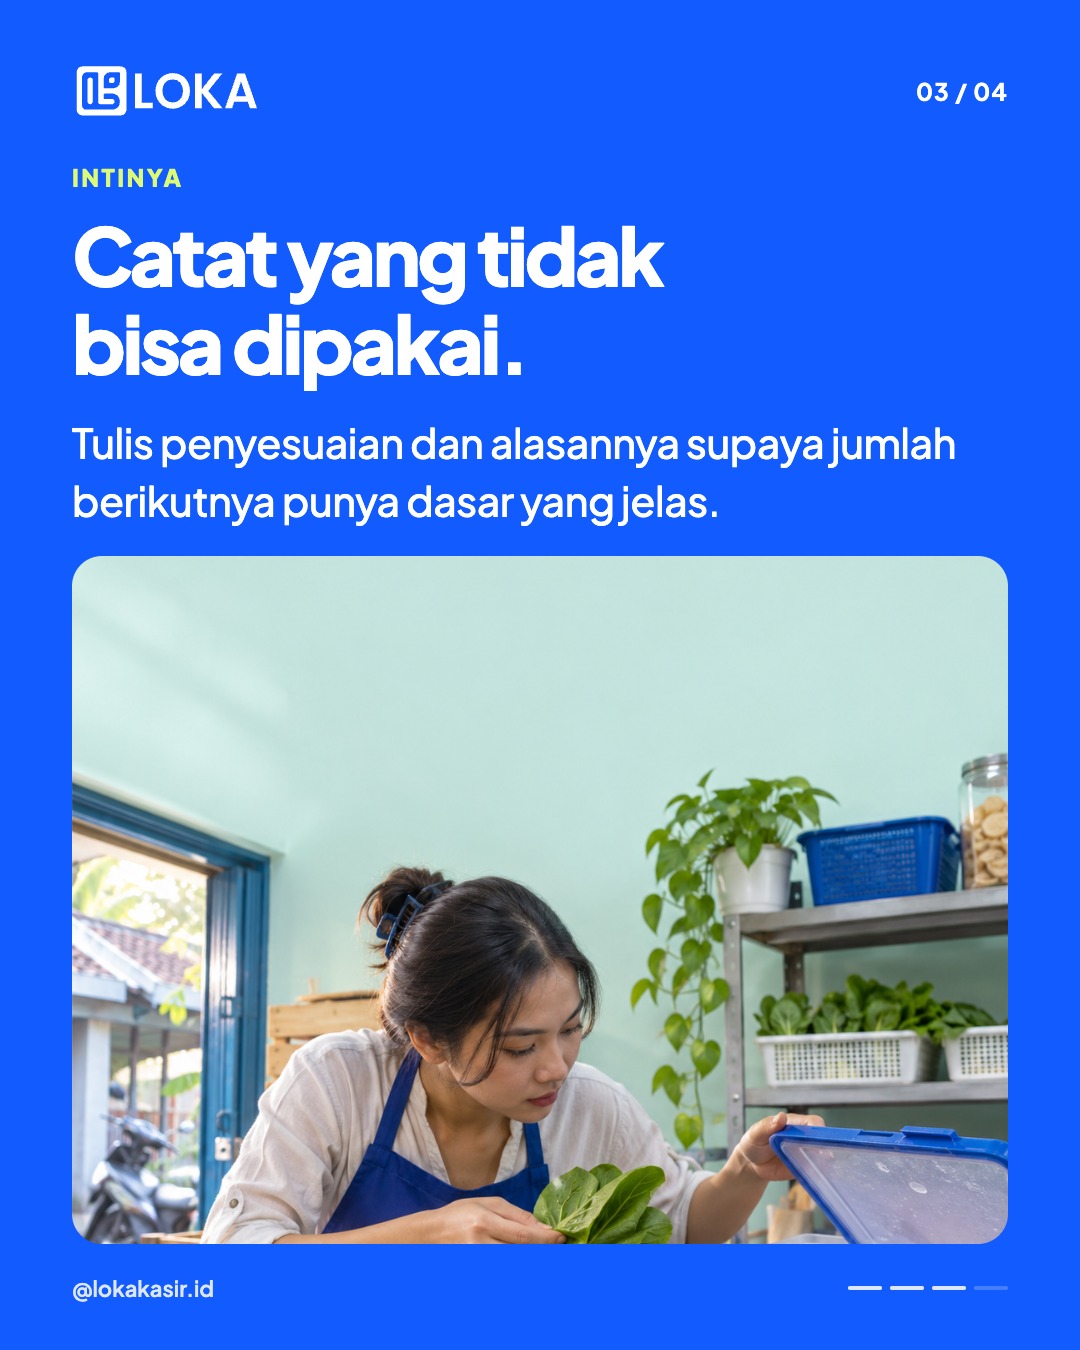 LOKA
03 / 04
INTINYA
Catat yang tidak
bisa dipakai.
Tulis penyesuaian dan alasannya supaya jumlah
berikutnya punya dasar yang jelas.
@lokakasir.id